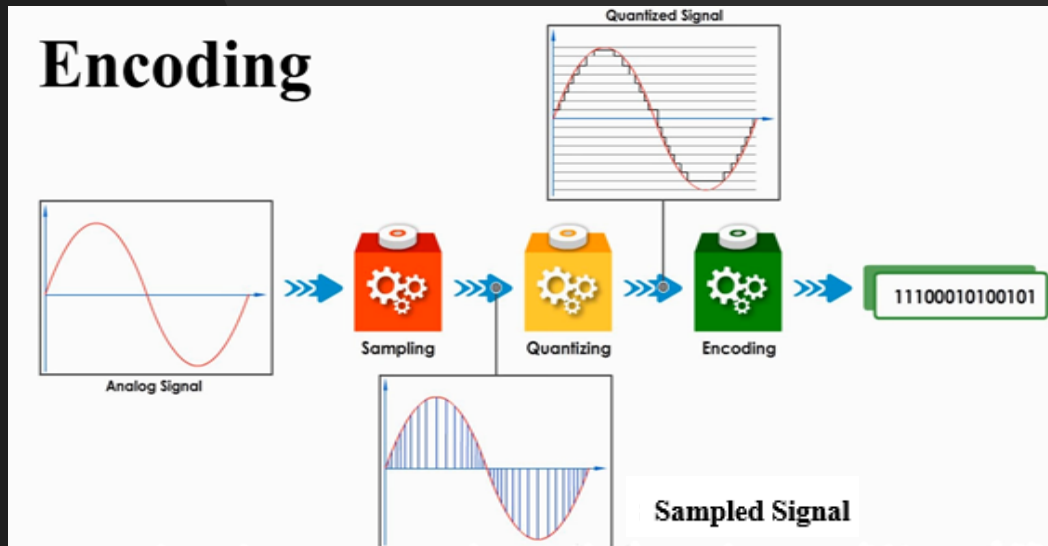 Encoding
Quantized Signal
Analog Signal
Sampling
Quantizing
Encoding
11100010100101
Sampled Signal